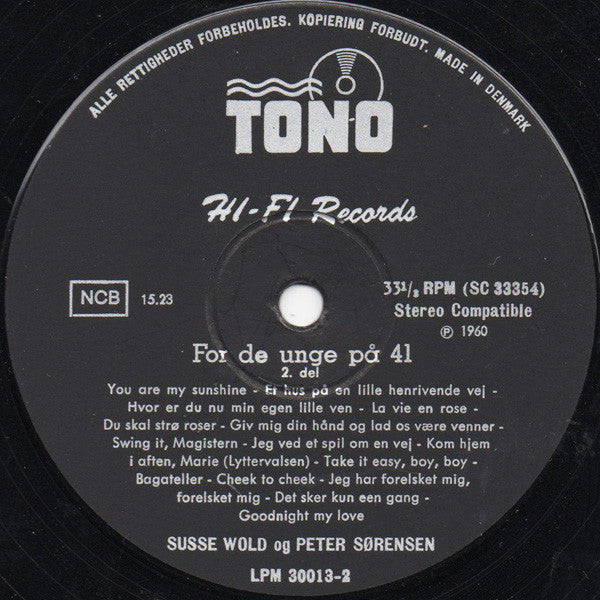 ALLE RETTIGHEDER FORBEHOLDES. KOPIERING FORBUDT. MADE IN DENMARK
TONO
HI-FI Records
NCB 15.23
33 1/3 RPM (SC 33354)
Stereo Compatible
℗ 1960
For de unge på 41
2. del
You are my sunshine - Et hus på en lille henrivende vej -
Hvor er du nu min egen lille ven - La vie en rose -
Du skal strø roser - Giv mig din hånd og lad os være venner -
Swing it, Magistern - Jeg ved et spil om en vej - Kom hjem
i aften, Marie (Lyttervalsen) - Take it easy, boy, boy -
Bagateller - Cheek to cheek - Jeg har forelsket mig,
forelsket mig - Det sker kun een gang -
Goodnight my love
SUSSE WOLD og PETER SØRENSEN
LPM 30013-2